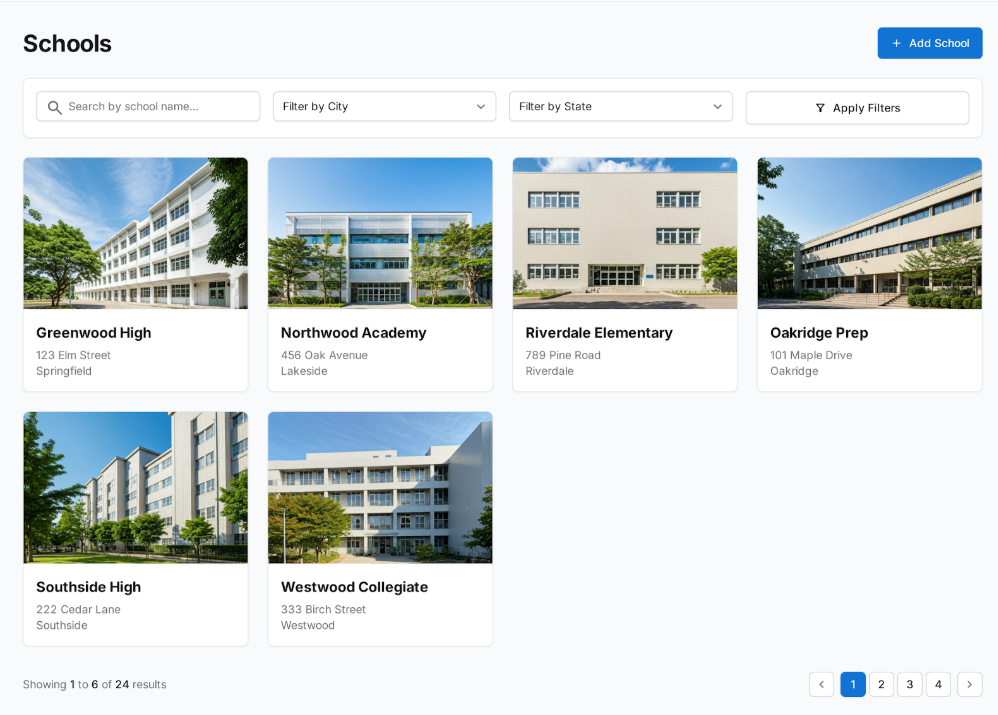 Schools
+ Add School
Search by school name...
Filter by City
Filter by State
Apply Filters
Greenwood High
123 Elm Street
Springfield
Northwood Academy
456 Oak Avenue
Lakeside
Riverdale Elementary
789 Pine Road
Riverdale
Oakridge Prep
101 Maple Drive
Oakridge
Southside High
222 Cedar Lane
Southside
Westwood Collegiate
333 Birch Street
Westwood
Showing 1 to 6 of 24 results
1 2 3 4